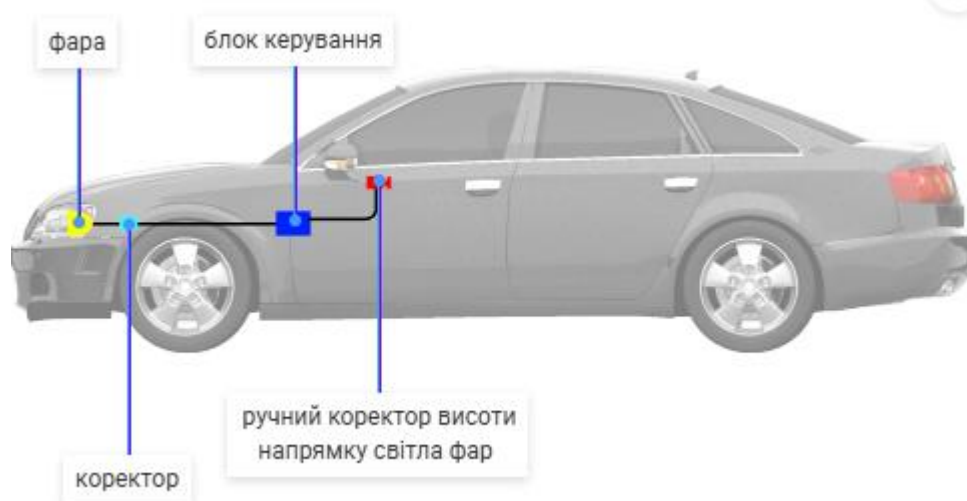 фара
блок керування
ручний коректор висоти
напрямку світла фар
коректор